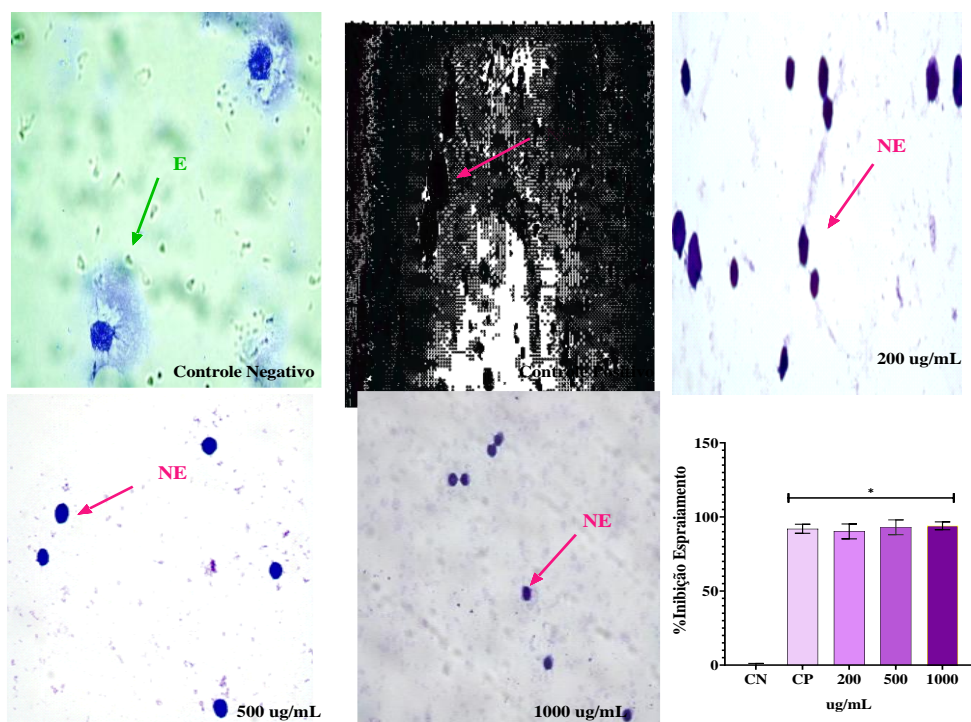 E
Controle Negativo
NE
200 ug/mL
NE
500 ug/mL
NE
1000 ug/mL
%Inibição Espraiamento
150
100
50
0
*
CN CP 200 500 1000
ug/mL